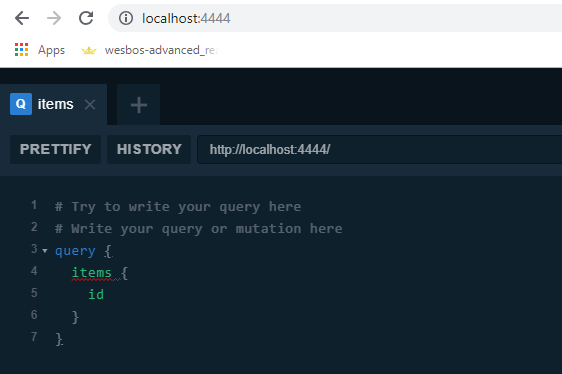 localhost:4444
Apps wesbos-advanced_re
Q items
PRETTIFY HISTORY http://localhost:4444/
1 # Try to write your query here
2 # Write your query or mutation here
3 query {
4 items {
5 id
6 }
7 }